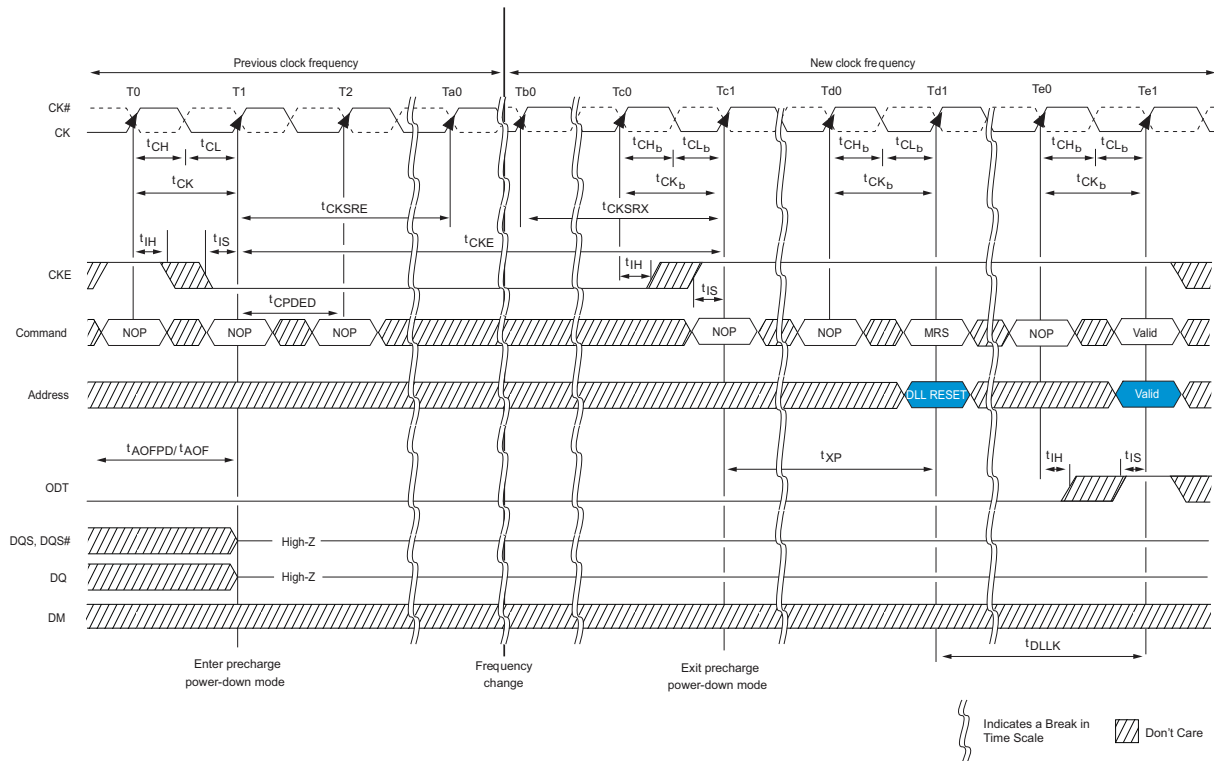 Previous clock frequency
New clock frequency
T0 T1 T2 Ta0 Tb0 Tc0 Tc1 Td0 Td1 Te0 Te1
CK#
CK
tCH tCL tCHb tCLb tCHb tCLb tCHb tCLb
tCK tCKb tCKb tCKb
tCKSRE tCKSRX
tIH tIS tCKE tIH
CKE
tIS
tCPDED
Command NOP NOP NOP NOP NOP MRS NOP Valid
Address DLL RESET Valid
tAOFPD/ tAOF tXP tIH tIS
ODT
DQS, DQS# High-Z
DQ High-Z
DM
tDLLK
Enter precharge
power-down mode
Frequency
change
Exit precharge
power-down mode
Indicates a Break in
Time Scale
Don't Care